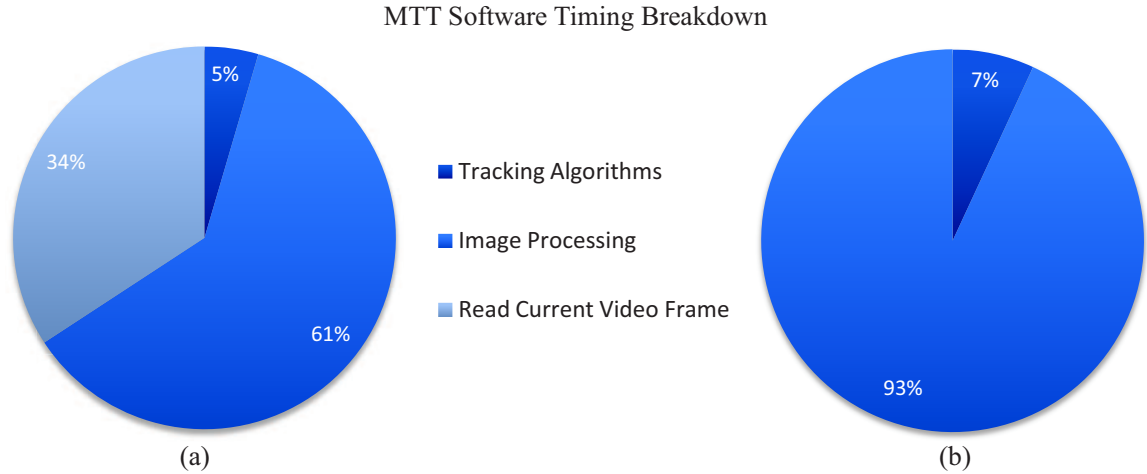 MTT Software Timing Breakdown
5%
34%
61%
Tracking Algorithms
Image Processing
Read Current Video Frame
7%
93%
(a)
(b)